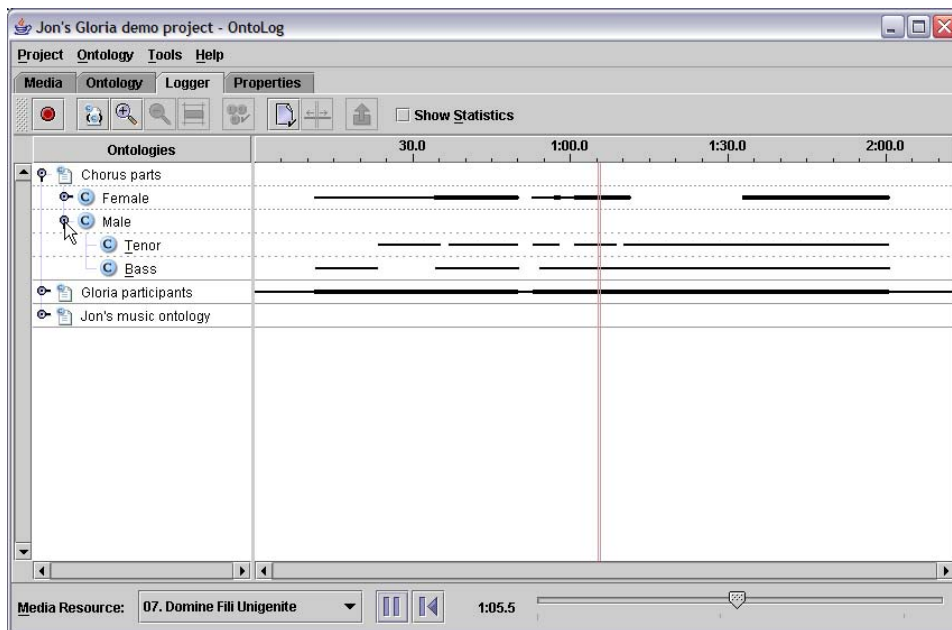 Jon's Gloria demo project - OntoLog
Project Ontology Tools Help
Media Ontology Logger Properties
Show Statistics
Ontologies 30.0 1:00.0 1:30.0 2:00.0
Chorus parts
C Female
C Male
C Tenor
C Bass
Gloria participants
Jon's music ontology
Media Resource: 07. Domine Fili Unigenite 1:05.5